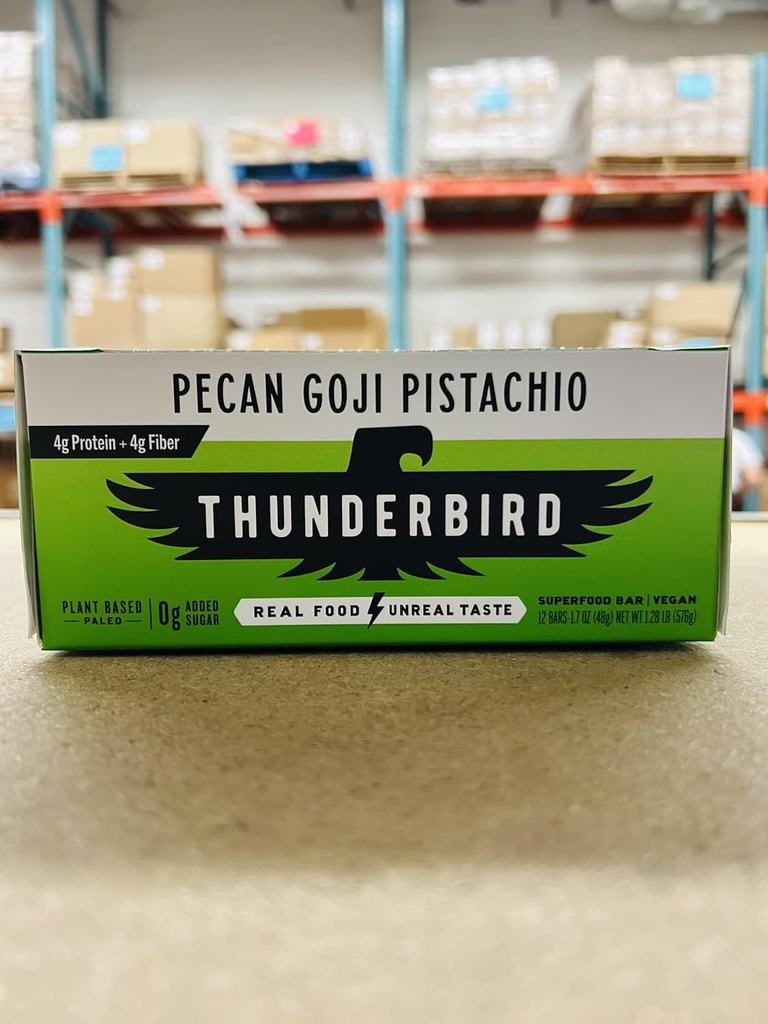 PECAN GOJI PISTACHIO
4g Protein + 4g Fiber
THUNDERBIRD
PLANT BASED
PALEO
0g ADDED
SUGAR
REAL FOOD UNREAL TASTE
SUPERFOOD BAR | VEGAN
12 BARS-1.7 OZ (48g) NET WT 1.28 LB (576g)